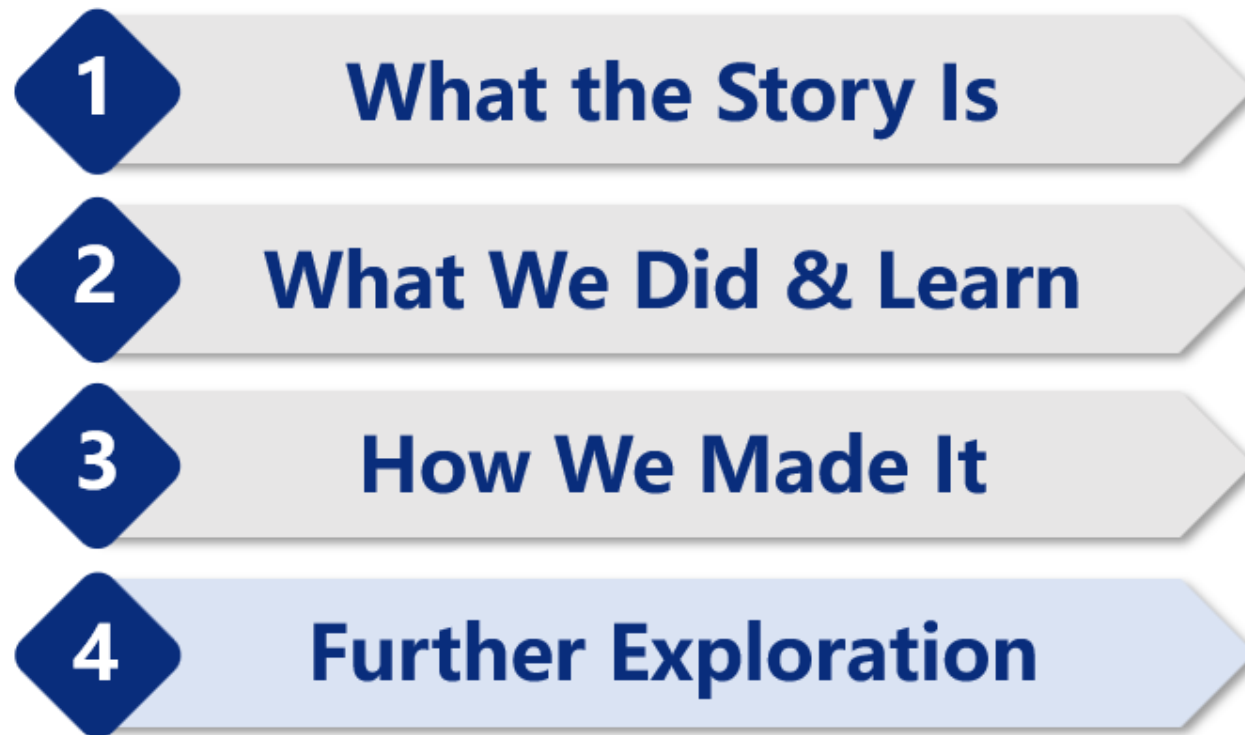 1 What the Story Is
2 What We Did & Learn
3 How We Made It
4 Further Exploration